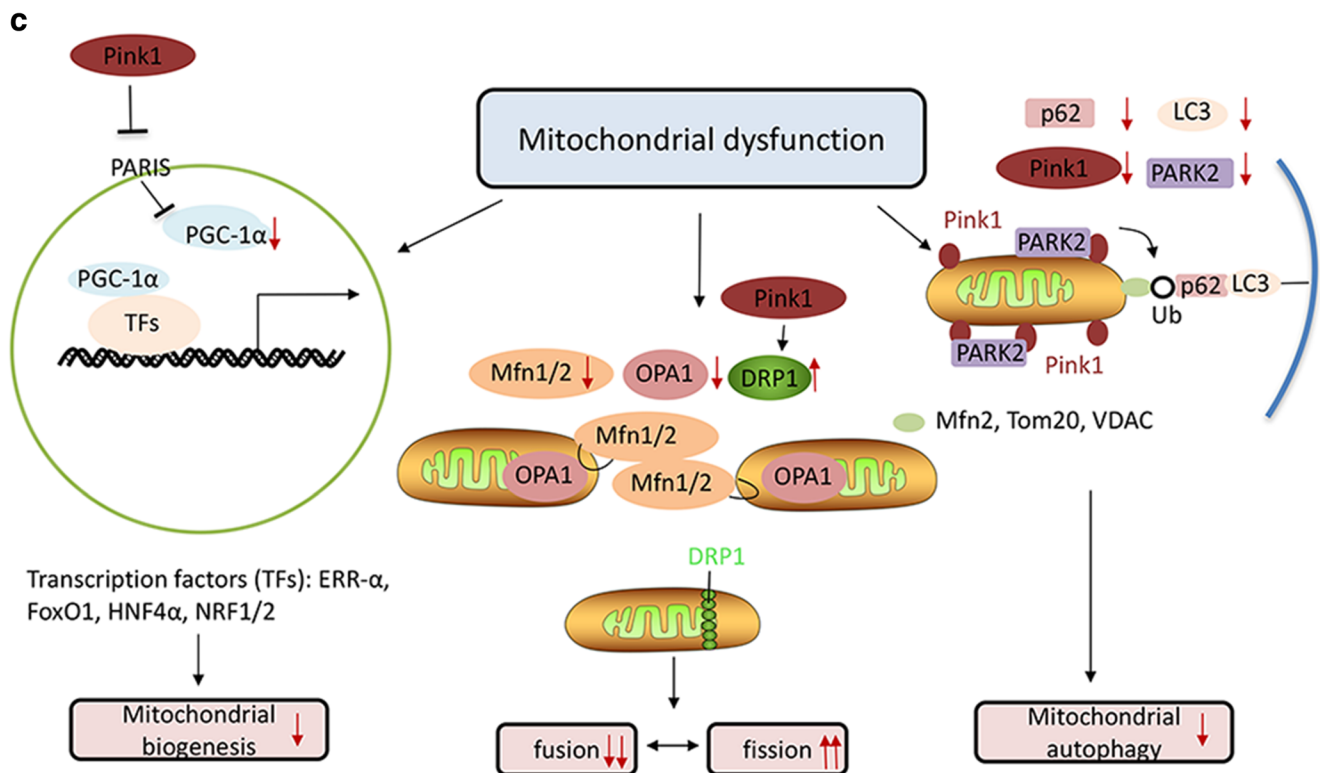 c
Pink1
PARIS
PGC-1α
PGC-1α
TFs
Transcription factors (TFs): ERR-α,
FoxO1, HNF4α, NRF1/2
Mitochondrial
biogenesis
Mitochondrial dysfunction
Pink1
Mfn1/2
OPA1
DRP1
Mfn1/2
OPA1
Mfn1/2
OPA1
DRP1
fusion
fission
p62
LC3
Pink1
PARK2
Pink1
PARK2
p62
LC3
Ub
PARK2
Pink1
Mfn2, Tom20, VDAC
Mitochondrial
autophagy